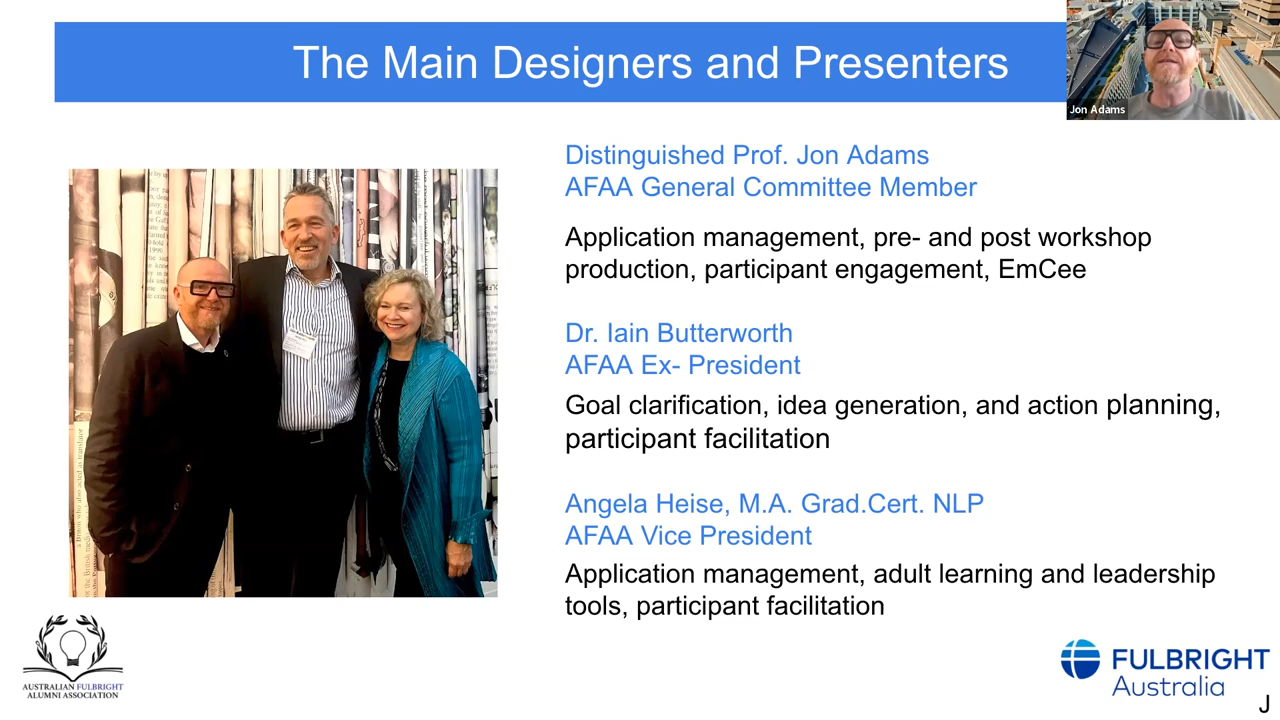 The Main Designers and Presenters
Jon Adams
Distinguished Prof. Jon Adams
AFAA General Committee Member
Application management, pre- and post workshop
production, participant engagement, EmCee
Dr. Iain Butterworth
AFAA Ex- President
Goal clarification, idea generation, and action planning,
participant facilitation
Angela Heise, M.A. Grad.Cert. NLP
AFAA Vice President
Application management, adult learning and leadership
tools, participant facilitation
AUSTRALIAN FULBRIGHT
ALUMNI ASSOCIATION
FULBRIGHT
Australia
J